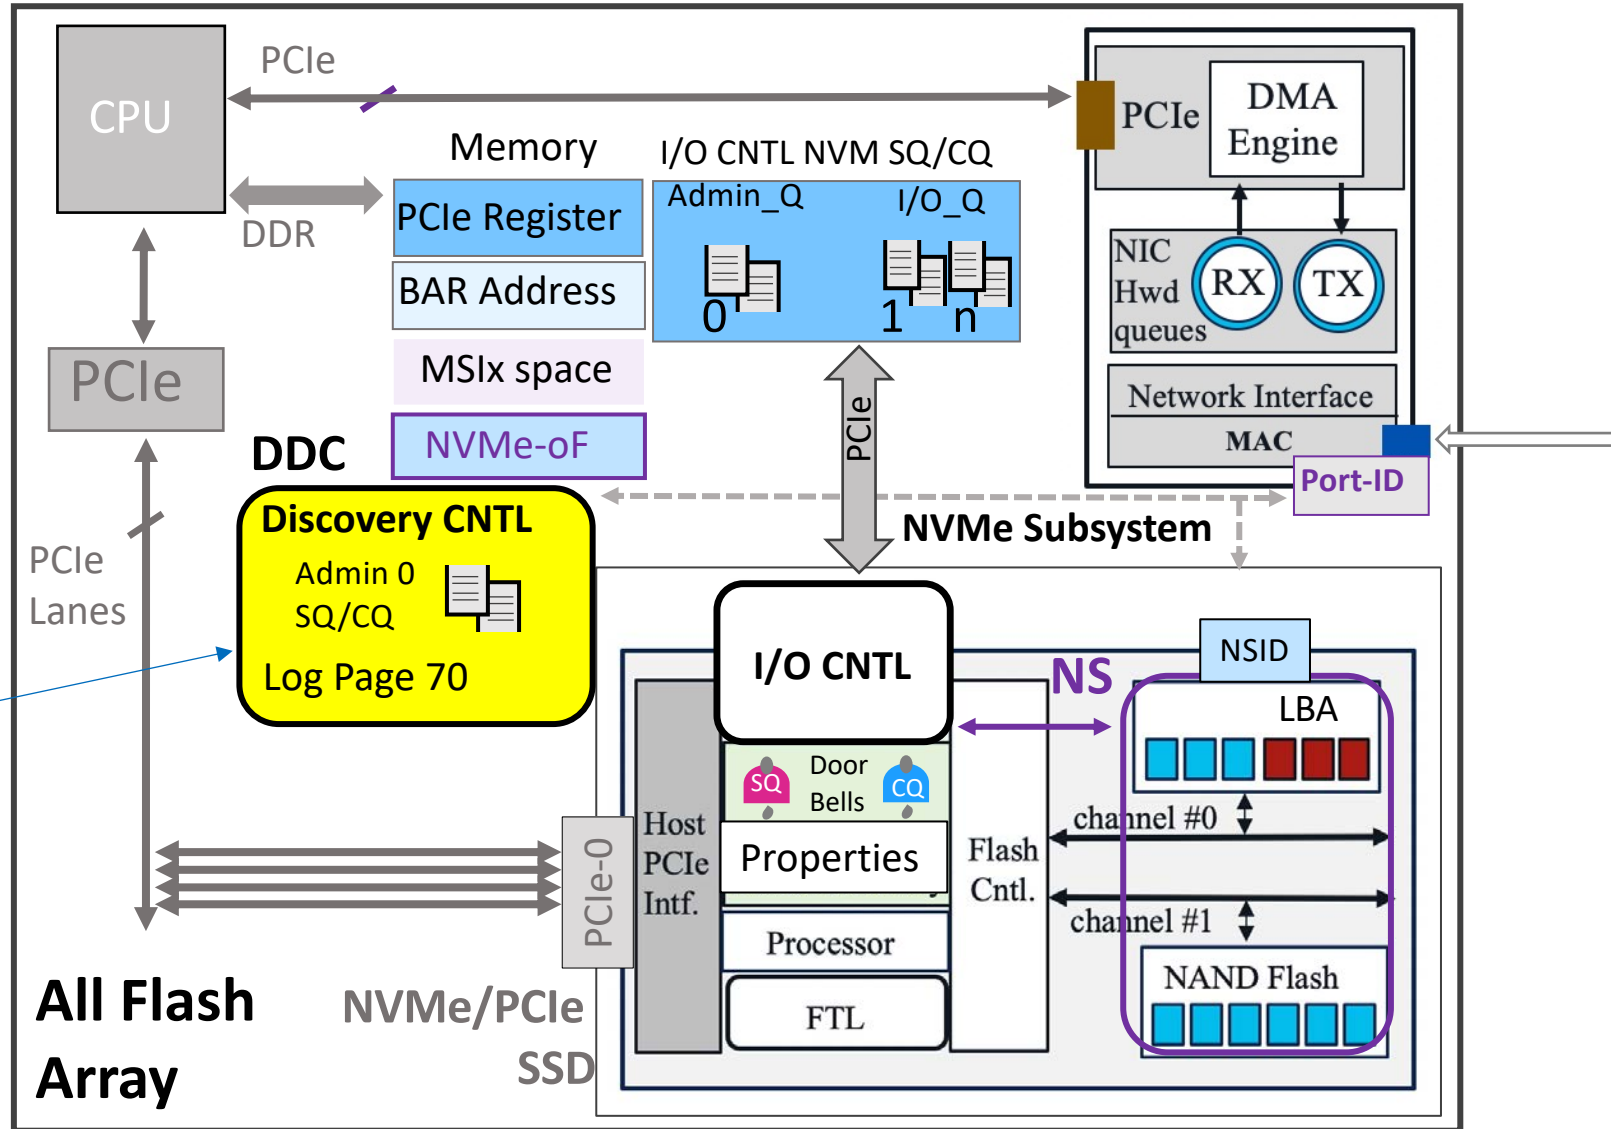 CPU
PCIe
DDR
Memory
PCIe Register
BAR Address
MSIx space
NVMe-oF
I/O CNTL NVM SQ/CQ
Admin_Q
I/O_Q
0
1
n
PCIe
DMA
Engine
NIC
Hwd
queues
RX
TX
Network Interface
MAC
Port-ID
PCIe
PCIe
PCIe
Lanes
DDC
Discovery CNTL
Admin 0
SQ/CQ
Log Page 70
NVMe Subsystem
I/O CNTL
NS
NSID
LBA
SQ
Door
Bells
CQ
Properties
Host
PCIe
Intf.
PCIe-0
Flash
Cntl.
channel #0
channel #1
Processor
FTL
NAND Flash
All Flash
Array
NVMe/PCIe
SSD